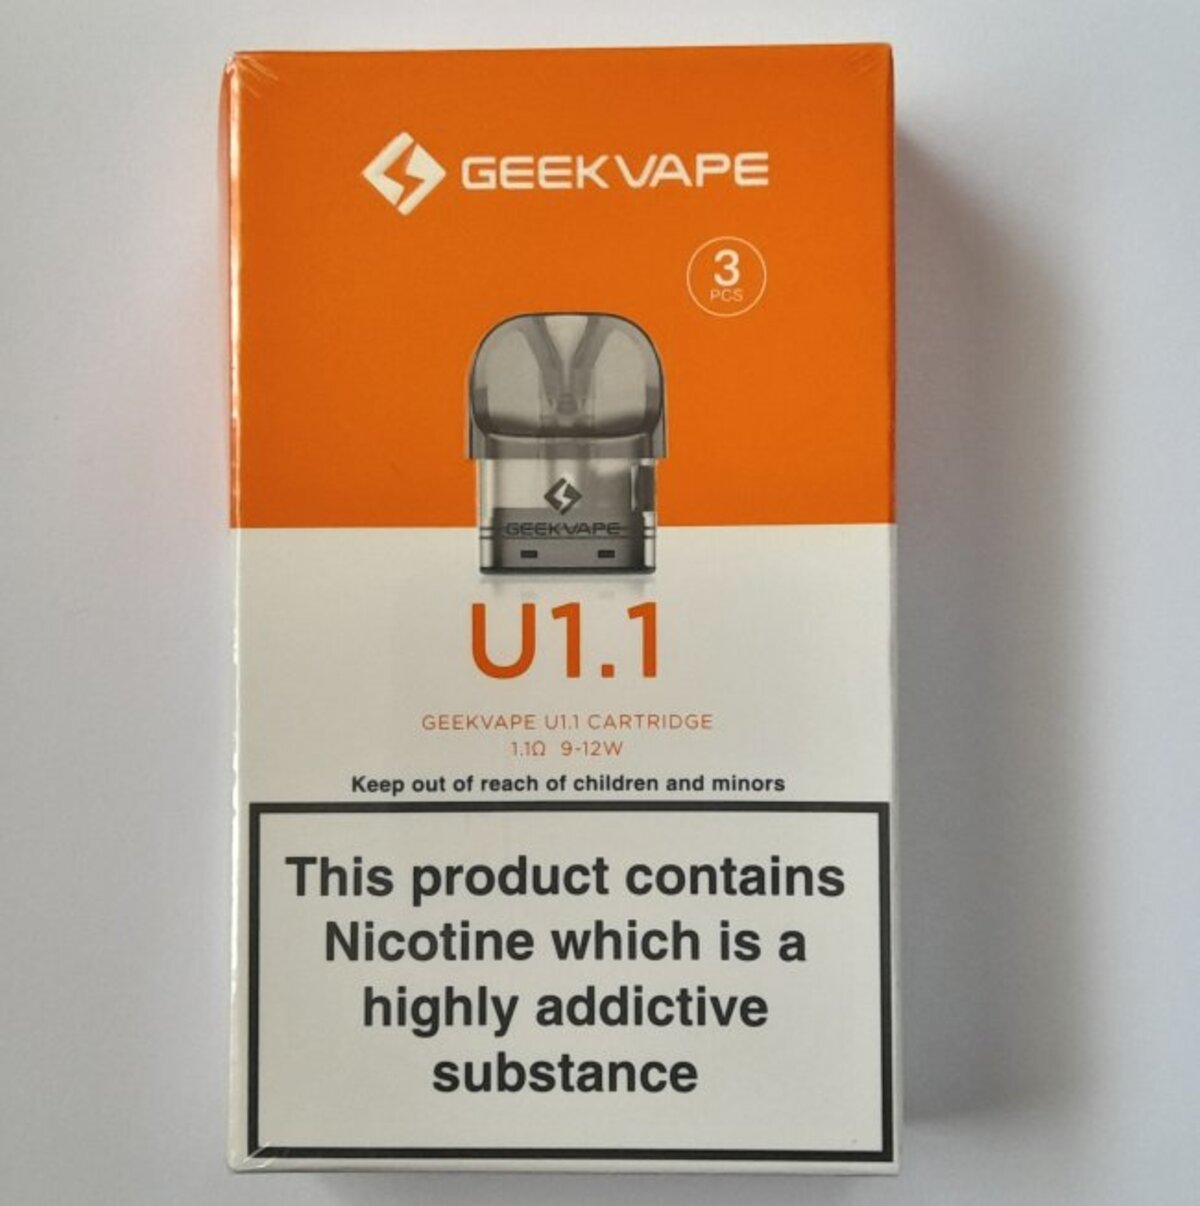 GEEKVAPE
3
PCS
GEEKVAPE
U1.1
GEEKVAPE U1.1 CARTRIDGE
1.1Ω 9-12W
Keep out of reach of children and minors
This product contains
Nicotine which is a
highly addictive
substance